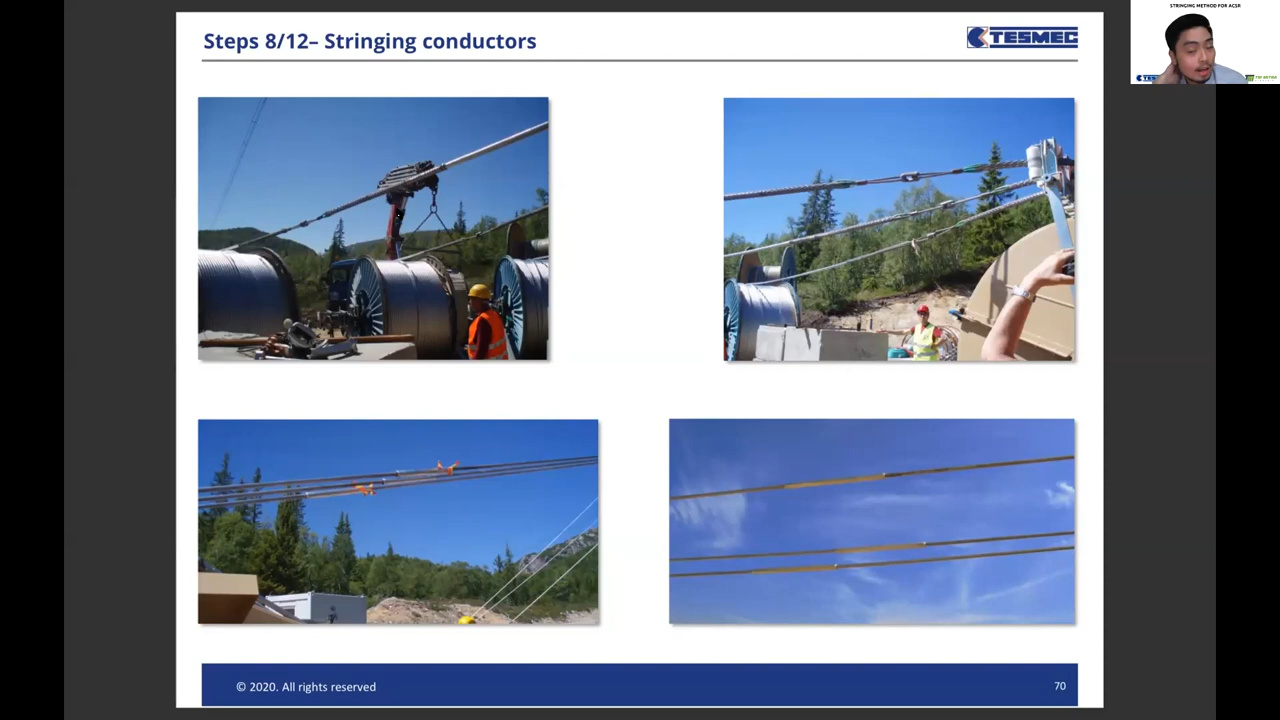 Steps 8/12– Stringing conductors
TESMEC
STRINGING METHOD FOR ACSR
© 2020. All rights reserved
70